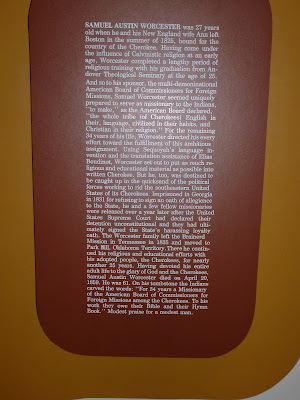 SAMUEL AUSTIN WORCESTER was 27 years
old when he and his New England wife Ann left
Boston in the summer of 1825, bound for the
country of the Cherokees. Having come under
the influence of Calvinistic religion at an early
age, Worcester completed a lengthy period of
religious training with his graduation from An-
dover Theological Seminary at the age of 25.
And so to his sponsor, the multi-denominational
American Board of Commissioners for Foreign
Missions, Samuel Worcester seemed uniquely
prepared to serve as missionary to the Indians,
"to make," as the American Board declared,
"the whole tribe (of Cherokees) English in
their language, civilized in their habits, and
Christian in their religion." For the remaining
34 years of his life, Worcester directed his every
effort toward the fulfillment of this ambitious
assignment. Using Sequoyah's language in-
vention and the translation assistance of Elias
Boudinot, Worcester set out to put as much re-
ligious and educational material as possible into
written Cherokee. But he, too, was destined to
be caught up in the quicksand of the political
forces working to rid the southeastern United
States of its Cherokees. Imprisoned in Georgia
in 1831 for refusing to sign an oath of allegiance
to the State, he and a few fellow missionaries
were released over a year later after the United
States Supreme Court had declared their
detention unconstitutional and they had ulti-
mately signed the State's harassing loyalty
oath. The Worcester family left the Brainerd
Mission in Tennessee in 1835 and moved to
Park Hill, Oklahoma Territory. There he contin-
ued his religious and educational efforts with
his adopted people, the Cherokees, for nearly
another 25 years. Having devoted his entire
adult life to the glory of God and the Cherokees,
Samuel Austin Worcester died on April 20,
1859. He was 61. On his tombstone the Indians
carved the words: "For 34 years a Missionary
of the American Board of Commissioners for
Foreign Missions among the Cherokees. To his
work they owe their Bible and their Hymn
Book." Modest praise for a modest man.